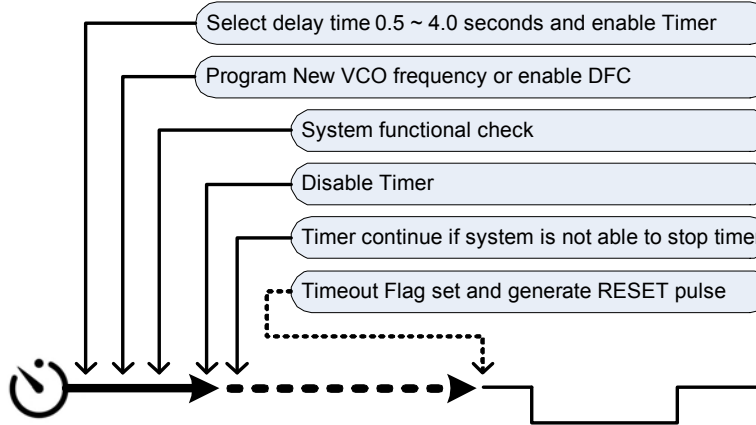 Select delay time 0.5 ~ 4.0 seconds and enable Timer
Program New VCO frequency or enable DFC
System functional check
Disable Timer
Timer continue if system is not able to stop timer
Timeout Flag set and generate RESET pulse